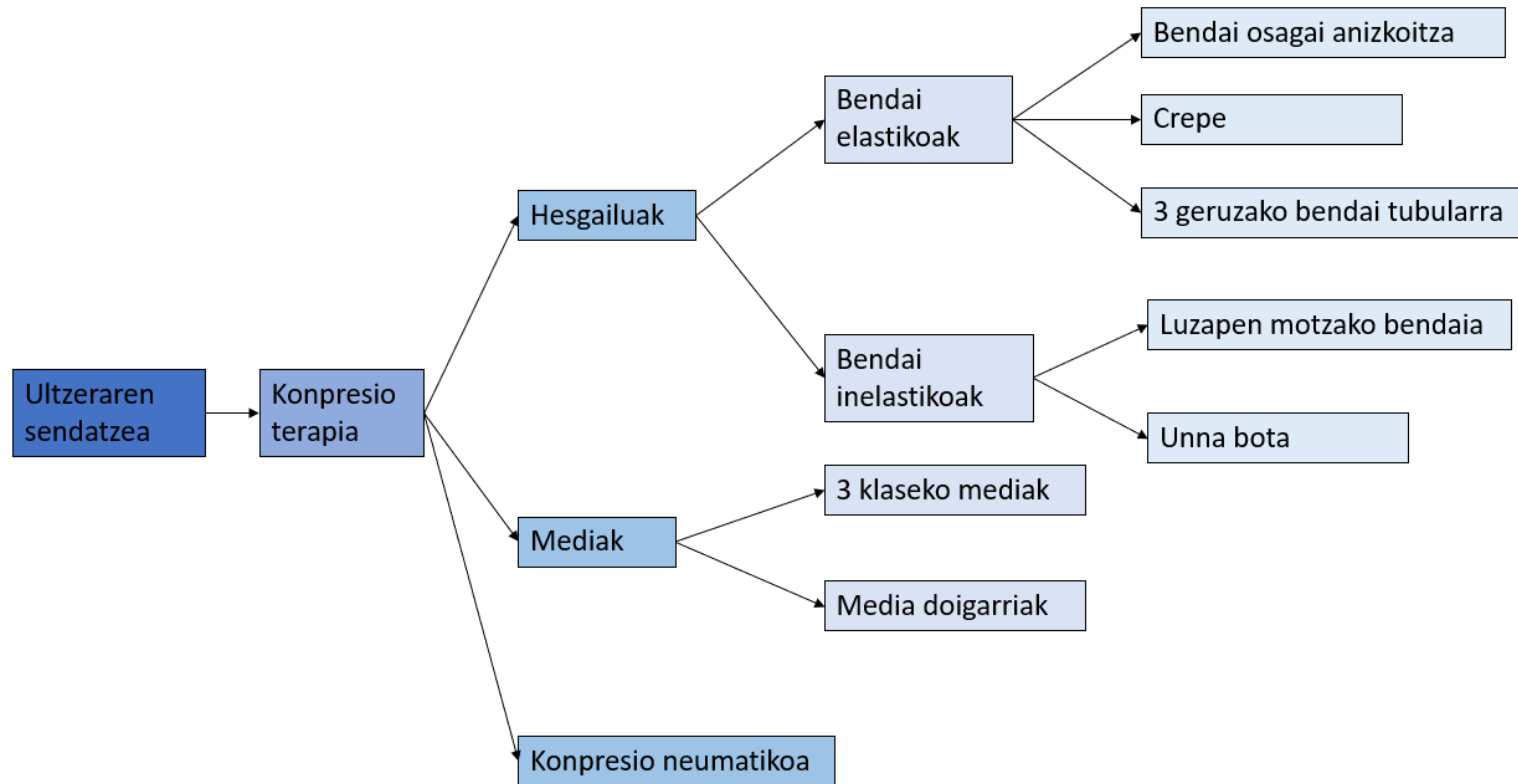 Ultzeraren
sendatzea
Konpresio
terapia
Hesgailuak
Bendai
elastikoak
Bendai osagai anizkoitza
Crepe
3 geruzako bendai tubularra
Bendai
inelastikoak
Luzapen motzako bendaia
Unna bota
Mediak
3 klaseko mediak
Media doigarriak
Konpresio neumatikoa